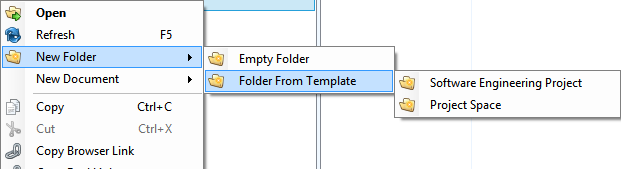 Open
Refresh F5
New Folder
New Document
Copy Ctrl+C
Cut Ctrl+X
Copy Browser Link
Empty Folder
Folder From Template
Software Engineering Project
Project Space